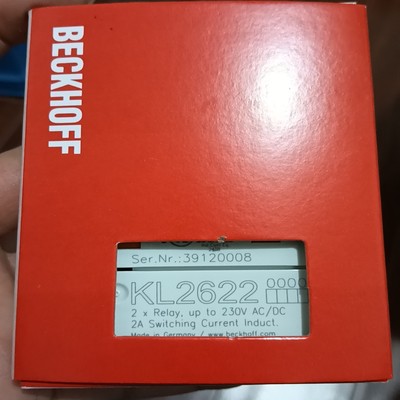 BECKHOFF
Ser.Nr.:39120008
KL2622 0000
2 x Relay, up to 230V AC/DC
2A Switching Current Induct.
Made in Germany / www.beckhoff.com